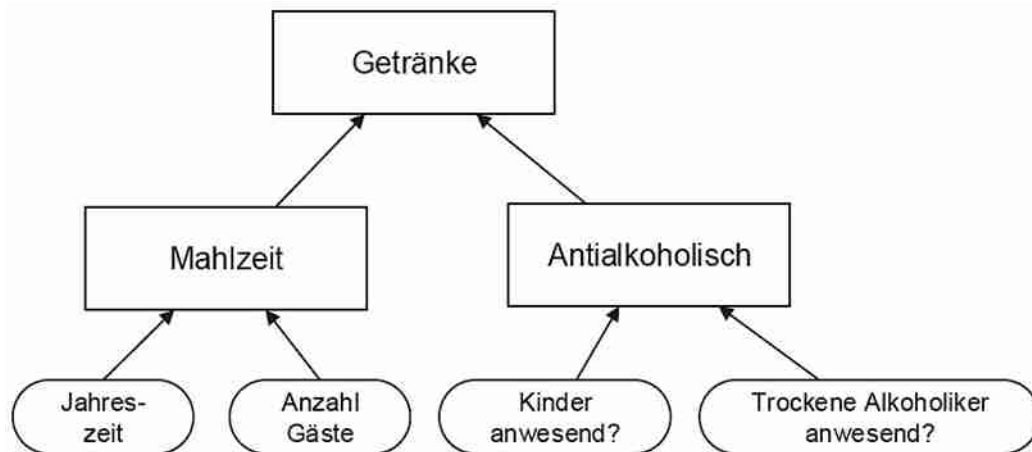 Getränke
Mahlzeit
Antialkoholisch
Jahres-
zeit
Anzahl
Gäste
Kinder
anwesend?
Trockene Alkoholiker
anwesend?